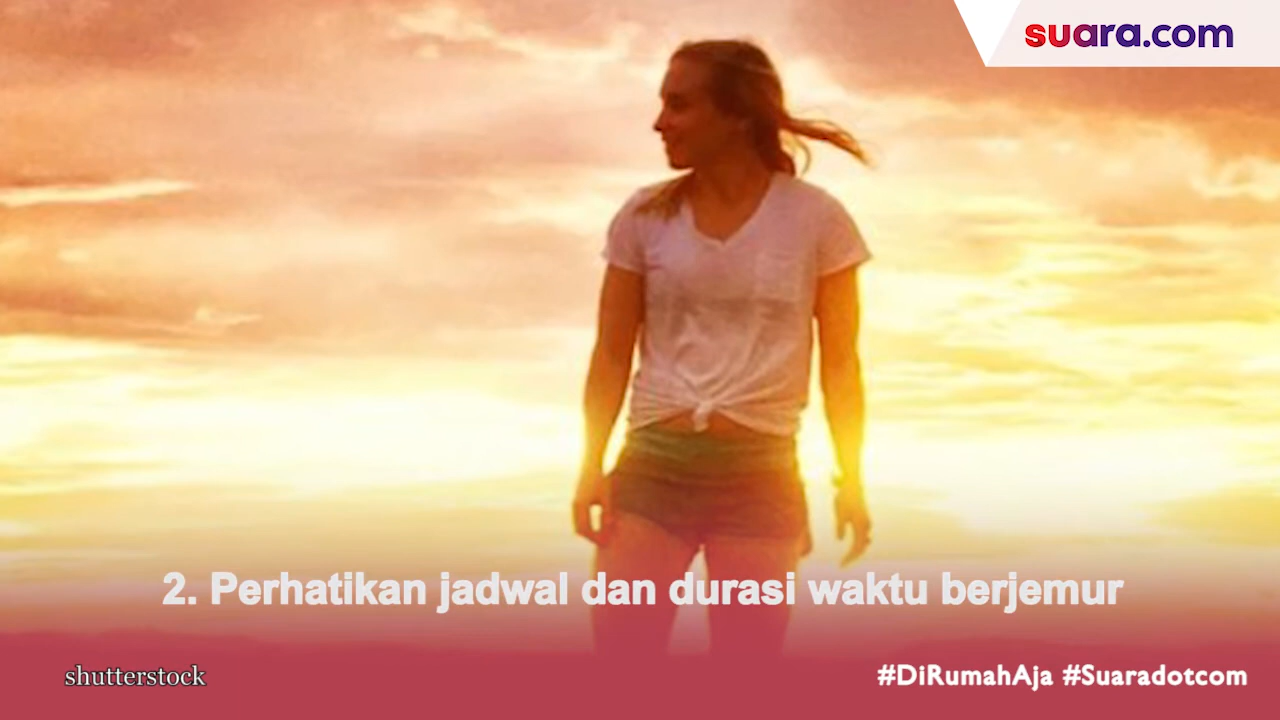 suara.com
2. Perhatikan jadwal dan durasi waktu berjemur
shutterstock
#DiRumahAja #Suaradotcom